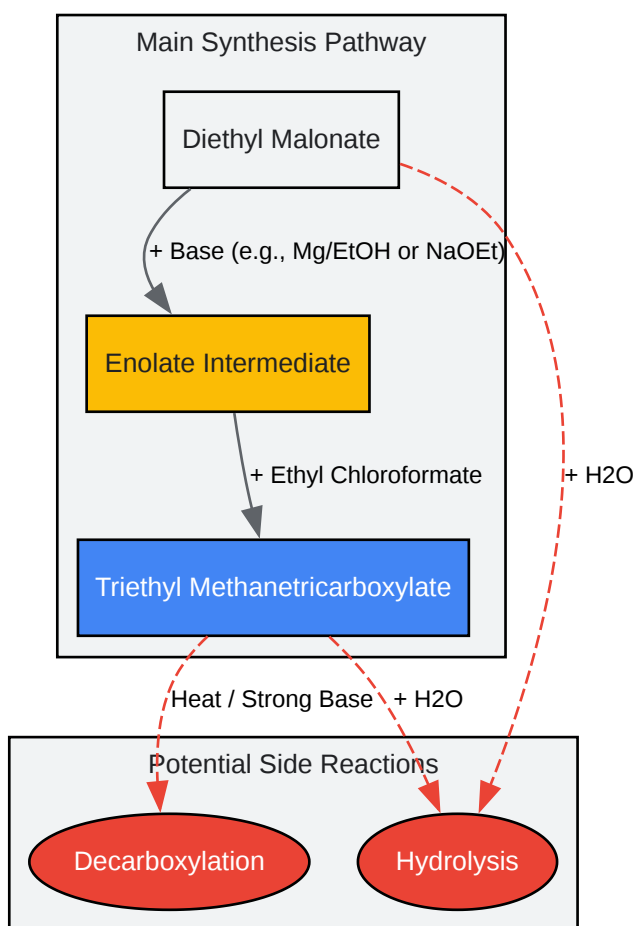 Main Synthesis Pathway
Diethyl Malonate
+ Base (e.g., Mg/EtOH or NaOEt)
Enolate Intermediate
+ Ethyl Chloroformate
+ H2O
Triethyl Methanetricarboxylate
Heat / Strong Base
+ H2O
Potential Side Reactions
Decarboxylation
Hydrolysis